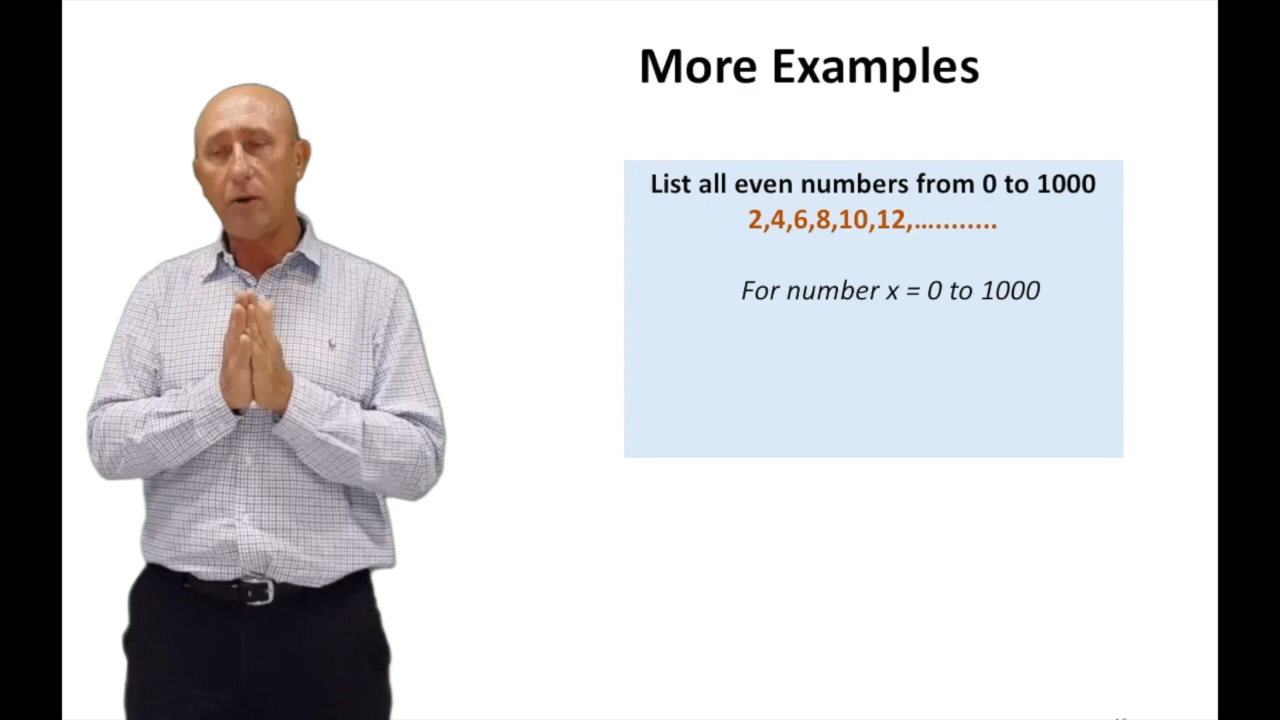 More Examples
List all even numbers from 0 to 1000
2,4,6,8,10,12,…........
For number x = 0 to 1000